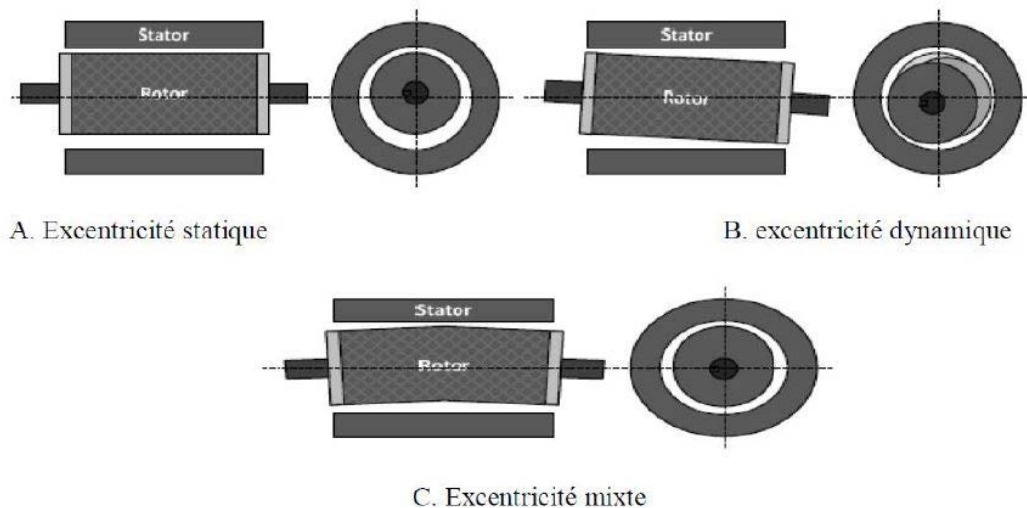 Stator
Rotor
Stator
Rotor
A. Excentricité statique
B. excentricité dynamique
Stator
Rotor
C. Excentricité mixte